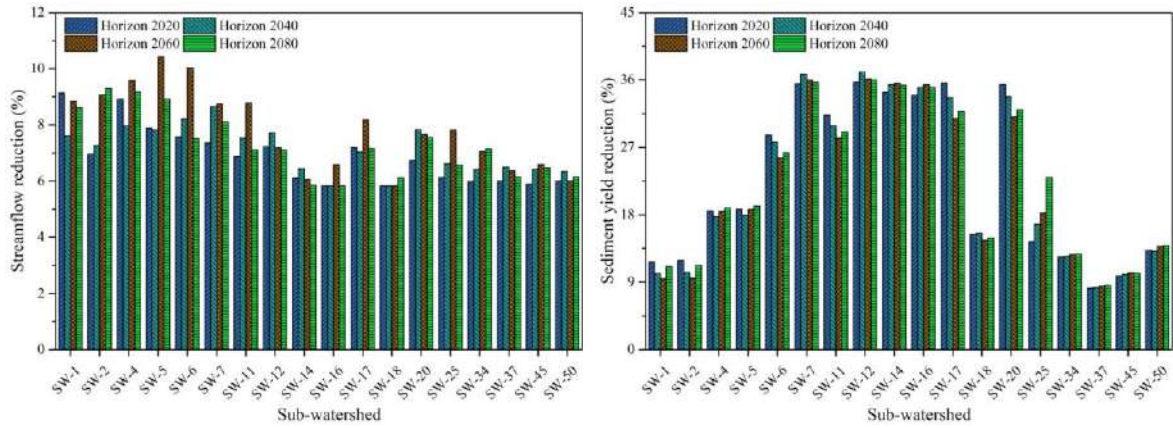 12
10
8
6
4
2
0
Streamflow reduction (%)
Horizon 2020 Horizon 2040
Horizon 2060 Horizon 2080
SW-1 SW-2 SW-4 SW-5 SW-6 SW-7 SW-11 SW-12 SW-14 SW-16 SW-17 SW-18 SW-20 SW-25 SW-34 SW-37 SW-45 SW-50
Sub-watershed
45
36
27
18
9
0
Sediment yield reduction (%)
Horizon 2020 Horizon 2040
Horizon 2060 Horizon 2080
SW-1 SW-2 SW-4 SW-5 SW-6 SW-7 SW-11 SW-12 SW-14 SW-16 SW-17 SW-18 SW-20 SW-25 SW-34 SW-37 SW-45 SW-50
Sub-watershed